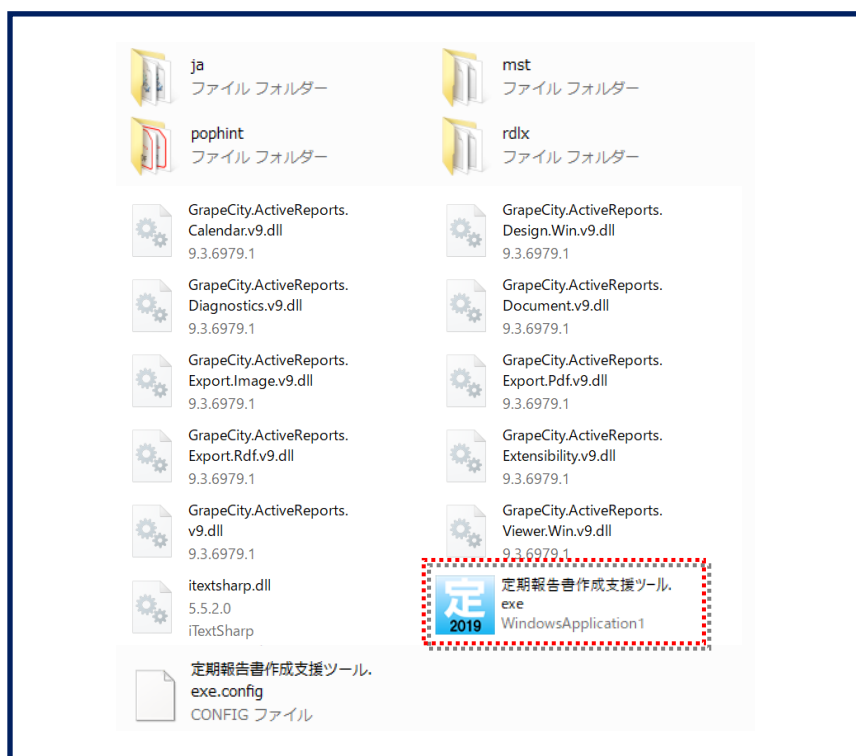 ja
ファイル フォルダー
mst
ファイル フォルダー
pophint
ファイル フォルダー
rdlx
ファイル フォルダー
GrapeCity.ActiveReports.
Calendar.v9.dll
9.3.6979.1
GrapeCity.ActiveReports.
Design.Win.v9.dll
9.3.6979.1
GrapeCity.ActiveReports.
Diagnostics.v9.dll
9.3.6979.1
GrapeCity.ActiveReports.
Document.v9.dll
9.3.6979.1
GrapeCity.ActiveReports.
Export.Image.v9.dll
9.3.6979.1
GrapeCity.ActiveReports.
Export.Pdf.v9.dll
9.3.6979.1
GrapeCity.ActiveReports.
Export.Rdf.v9.dll
9.3.6979.1
GrapeCity.ActiveReports.
Extensibility.v9.dll
9.3.6979.1
GrapeCity.ActiveReports.
v9.dll
9.3.6979.1
GrapeCity.ActiveReports.
Viewer.Win.v9.dll
9.3.6979.1
itextsharp.dll
5.5.2.0
iTextSharp
定
2019
定期報告書作成支援ツール.
exe
WindowsApplication1
定期報告書作成支援ツール.
exe.config
CONFIG ファイル